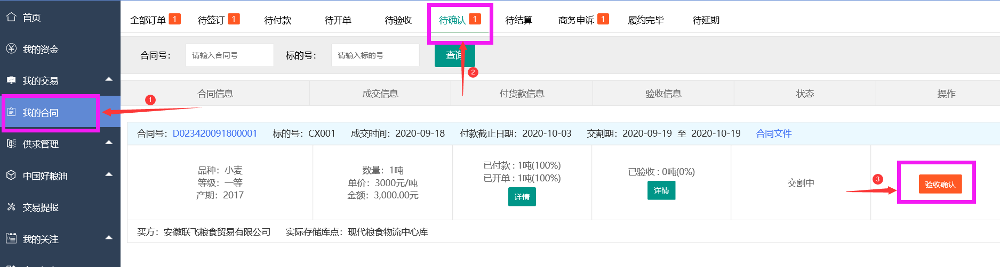 首页
我的资金
我的交易
我的合同
供求管理
中国好粮油
交易提报
我的关注
全部订单 1 待签订 1 待付款 待开单 待验收 待确认 1 待结算 商务申诉 1 履约完毕 待延期
合同号： 请输入合同号 标的号： 请输入标的号 查询
2
1
合同信息 成交信息 付货款信息 验收信息 状态 操作
合同号：D023420091800001 标的号：CX001 成交时间：2020-09-18 付款截止日期：2020-10-03 交割期：2020-09-19 至 2020-10-19 合同文件
品种：小麦
等级：一等
产期：2017
数量：1吨
单价：3000元/吨
金额：3,000.00元
已付款 : 1吨(100%)
已开单 : 1吨(100%)
详情
已验收 : 0吨(0%)
详情
交割中
3
验收确认
买方：安徽联飞粮食贸易有限公司 实际存储库点：现代粮食物流中心库